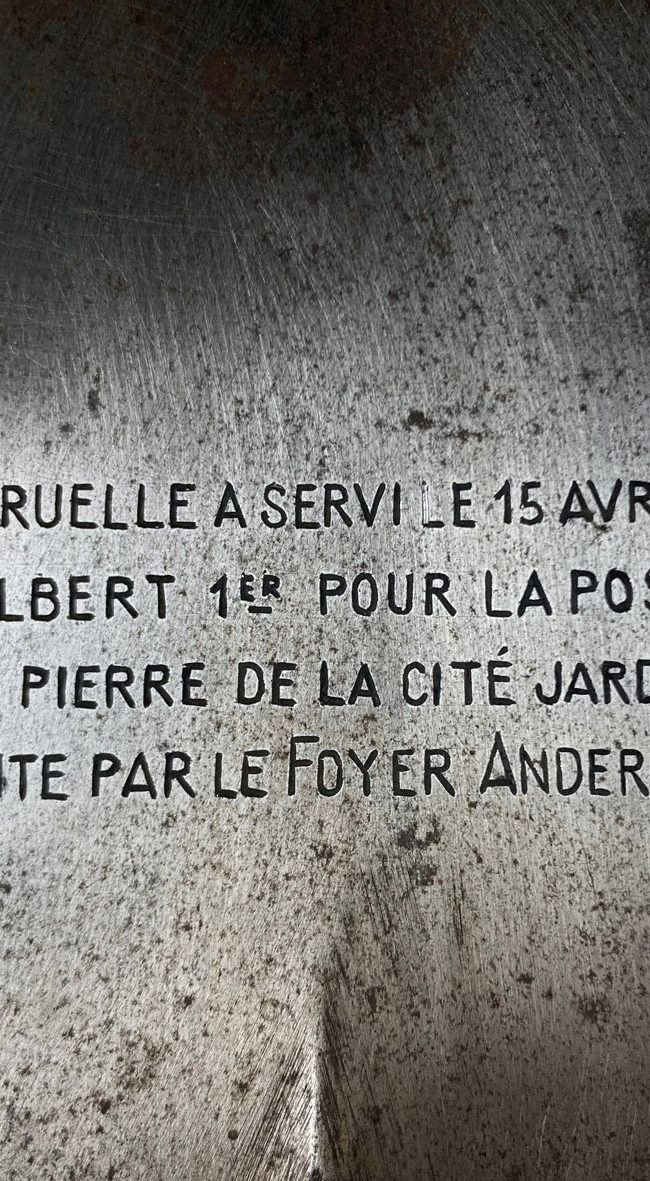 RUELLE A SERVI LE 15 AVR
LBERT 1ER POUR LA POS
PIERRE DE LA CITÉ JARD
ITE PAR LE FOYER ANDER